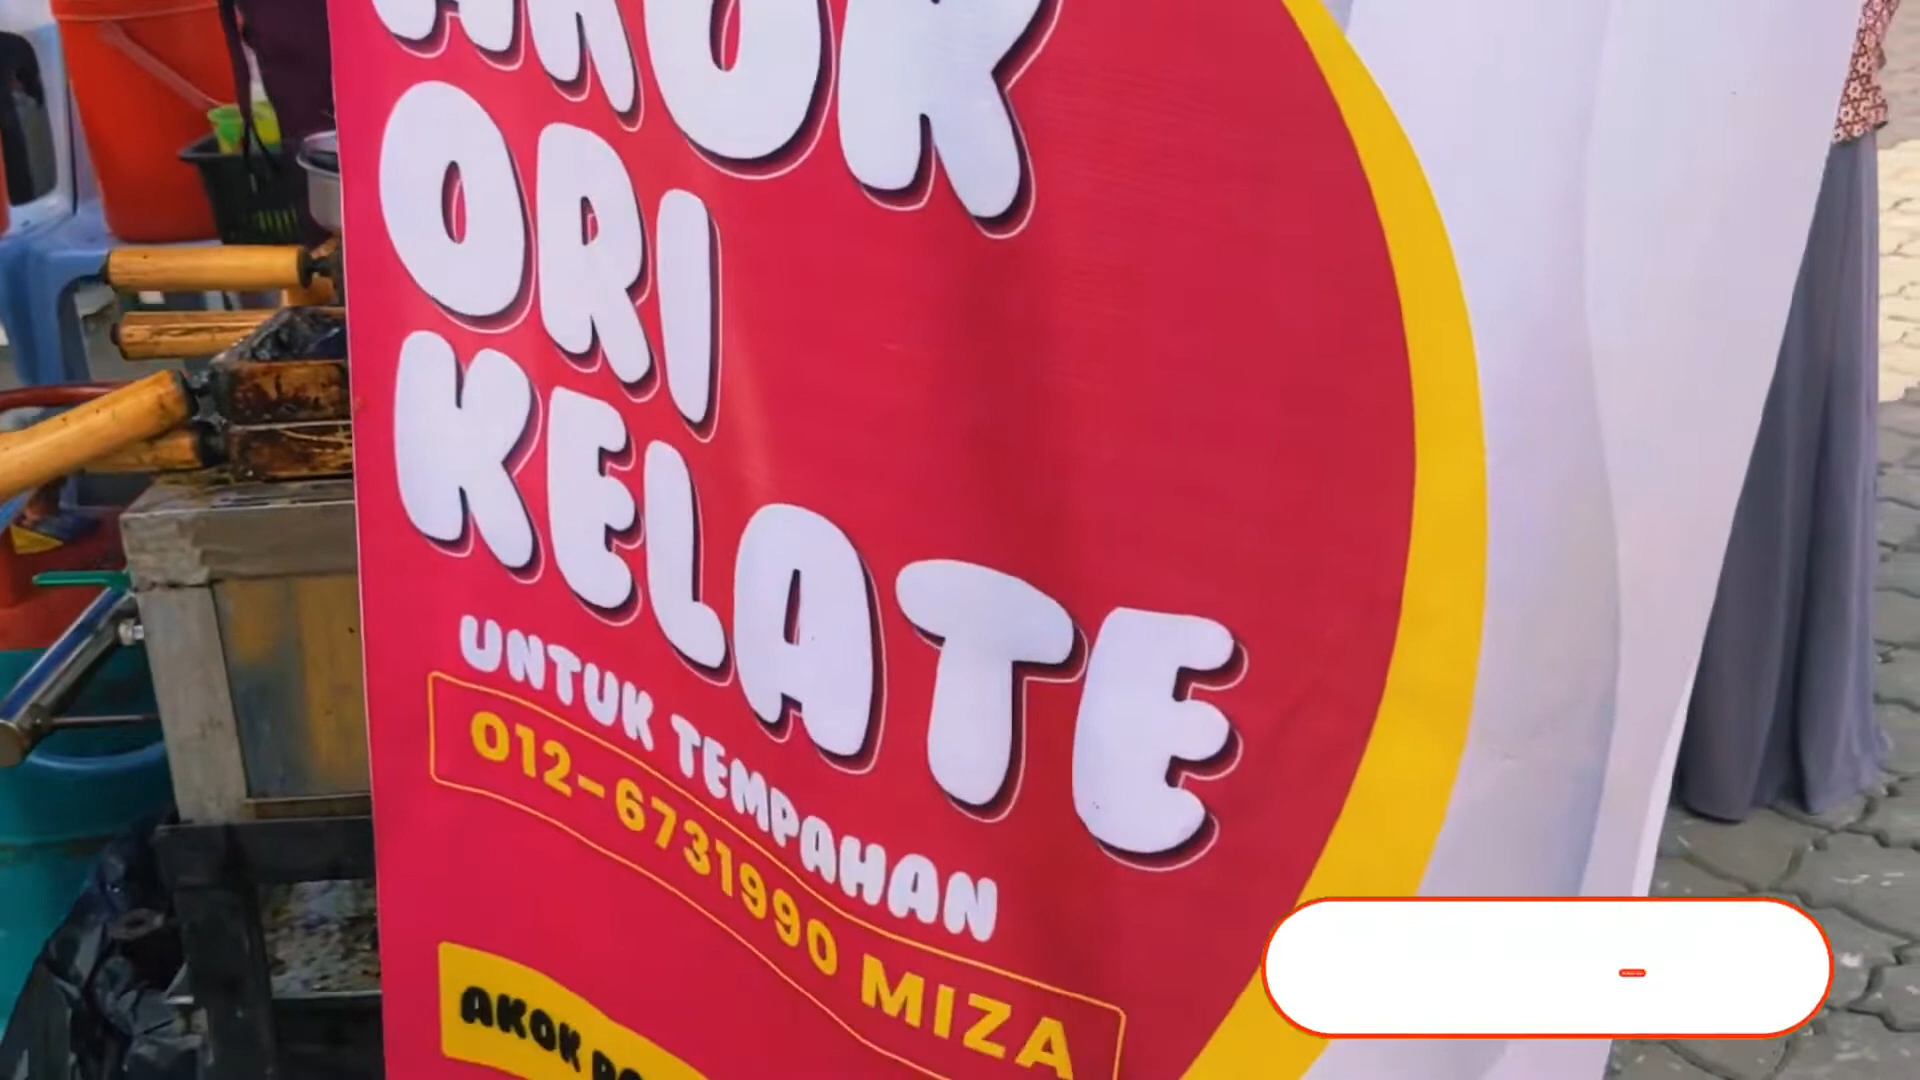 ORI
KELATE
UNTUK TEMPAHAN
012-6731990 MIZA
AKOK